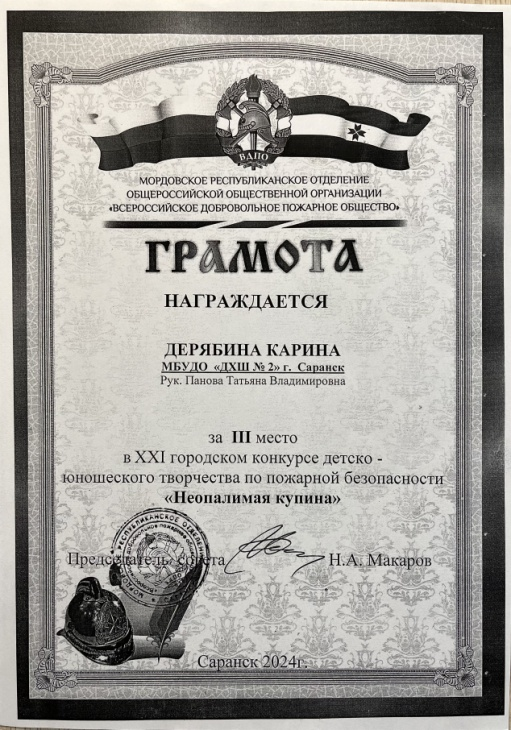 ВДПО
МОРДОВСКОЕ РЕСПУБЛИКАНСКОЕ ОТДЕЛЕНИЕ
ОБЩЕРОССИЙСКОЙ ОБЩЕСТВЕННОЙ ОРГАНИЗАЦИИ
«ВСЕРОССИЙСКОЕ ДОБРОВОЛЬНОЕ ПОЖАРНОЕ ОБЩЕСТВО»
ГРАМОТА
НАГРАЖДАЕТСЯ
ДЕРЯБИНА КАРИНА
МБУДО «ДХШ № 2» г. Саранск
Рук. Панова Татьяна Владимировна
за III место
в XXI городском конкурсе детско -
юношеского творчества по пожарной безопасности
«Неопалимая купина»
Председатель совета Н.А. Макаров
Саранск 2024г.